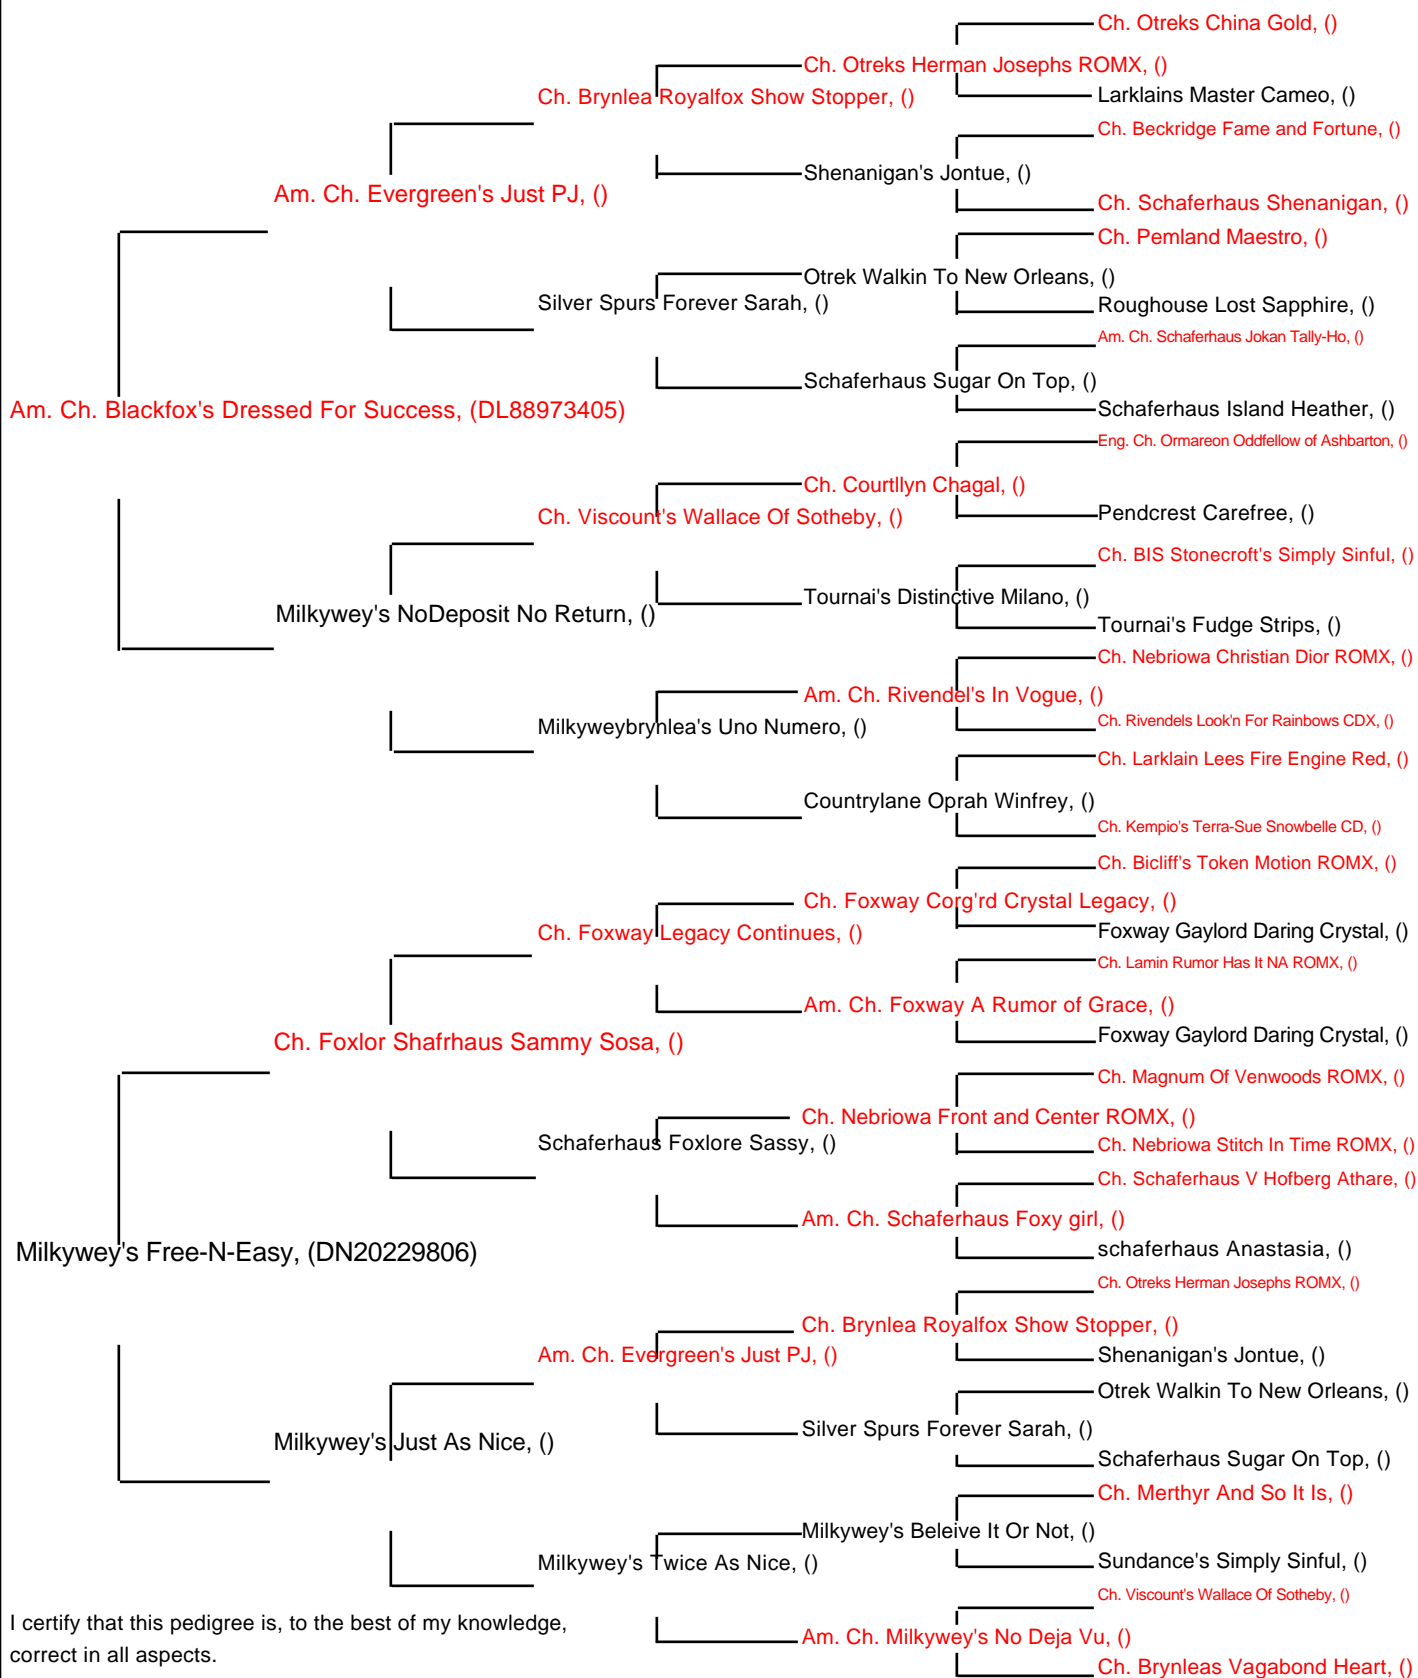 Ch. Otreks China Gold, ()
Ch. Otreks Herman Josephs ROMX, ()
Ch. Brynlea Royalfox Show Stopper, ()
Larklains Master Cameo, ()
Ch. Beckridge Fame and Fortune, ()
Shenanigan's Jontue, ()
Am. Ch. Evergreen's Just PJ, ()
Ch. Schaferhaus Shenanigan, ()
Ch. Pemland Maestro, ()
Otrek Walkin To New Orleans, ()
Silver Spurs Forever Sarah, ()
Roughouse Lost Sapphire, ()
Am. Ch. Schaferhaus Jokan Tally-Ho, ()
Schaferhaus Sugar On Top, ()
Am. Ch. Blackfox's Dressed For Success, (DL88973405)
Schaferhaus Island Heather, ()
Eng. Ch. Ormareon Oddfellow of Ashbarton, ()
Ch. Courtllyn Chagal, ()
Ch. Viscount's Wallace Of Sotheby, ()
Pendcrest Carefree, ()
Ch. BIS Stonecroft's Simply Sinful, ()
Tournai's Distinctive Milano, ()
Milkywey's NoDeposit No Return, ()
Tournai's Fudge Strips, ()
Ch. Nebriowa Christian Dior ROMX, ()
Am. Ch. Rivendel's In Vogue, ()
Milkyweybrynlea's Uno Numero, ()
Ch. Rivendels Look'n For Rainbows CDX, ()
Ch. Larklain Lees Fire Engine Red, ()
Countrylane Oprah Winfrey, ()
Ch. Kempio's Terra-Sue Snowbelle CD, ()
Ch. Bicliff's Token Motion ROMX, ()
Ch. Foxway Corg'rd Crystal Legacy, ()
Ch. Foxway Legacy Continues, ()
Foxway Gaylord Daring Crystal, ()
Ch. Lamin Rumor Has It NA ROMX, ()
Am. Ch. Foxway A Rumor of Grace, ()
Ch. Foxlor Shafrhaus Sammy Sosa, ()
Foxway Gaylord Daring Crystal, ()
Ch. Magnum Of Venwoods ROMX, ()
Ch. Nebriowa Front and Center ROMX, ()
Schaferhaus Foxlore Sassy, ()
Ch. Nebriowa Stitch In Time ROMX, ()
Ch. Schaferhaus V Hofberg Athare, ()
Am. Ch. Schaferhaus Foxy girl, ()
Milkywey's Free-N-Easy, (DN20229806)
schaferhaus Anastasia, ()
Ch. Otreks Herman Josephs ROMX, ()
Ch. Brynlea Royalfox Show Stopper, ()
Am. Ch. Evergreen's Just PJ, ()
Shenanigan's Jontue, ()
Otrek Walkin To New Orleans, ()
Silver Spurs Forever Sarah, ()
Milkywey's Just As Nice, ()
Schaferhaus Sugar On Top, ()
Ch. Merthyr And So It Is, ()
Milkywey's Beleive It Or Not, ()
Milkywey's Twice As Nice, ()
Sundance's Simply Sinful, ()
Ch. Viscount's Wallace Of Sotheby, ()
Am. Ch. Milkywey's No Deja Vu, ()
Ch. Brynleas Vagabond Heart, ()
I certify that this pedigree is, to the best of my knowledge,
correct in all aspects.